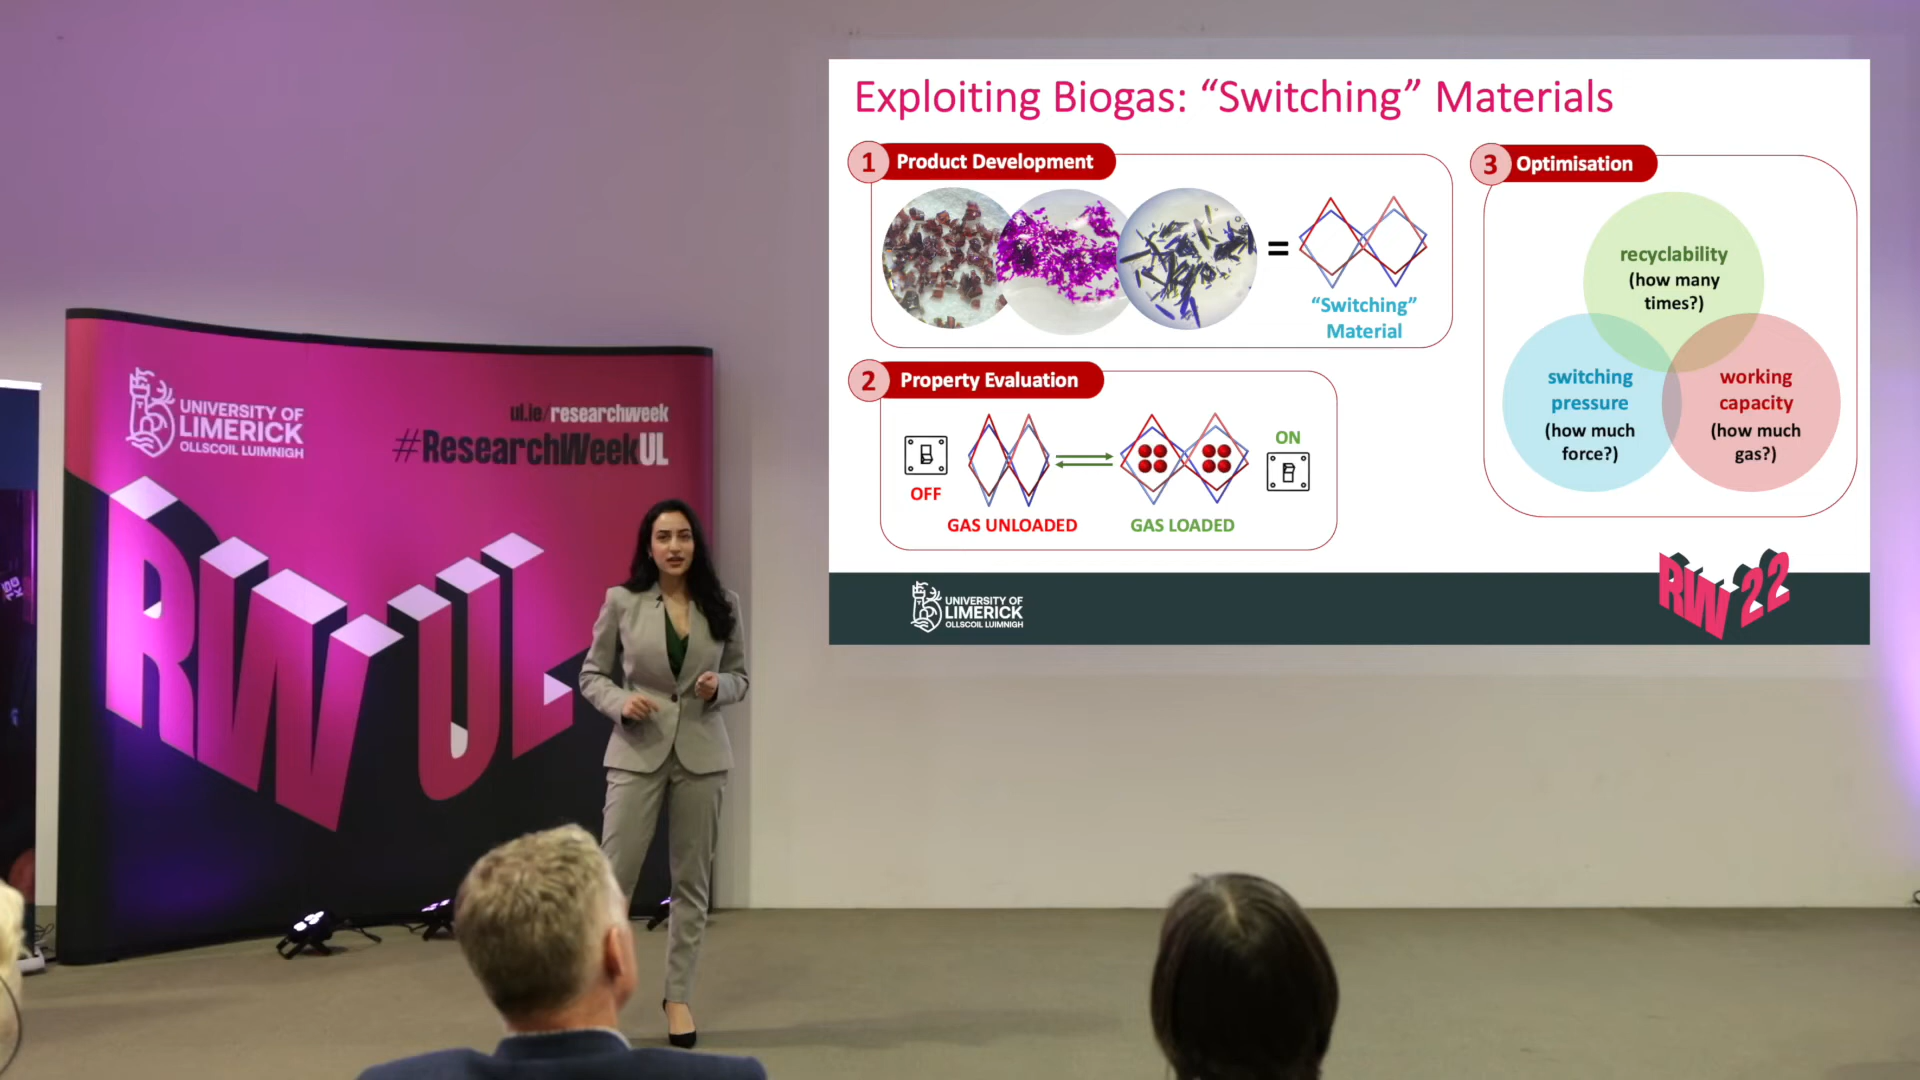 UNIVERSITY OF
LIMERICK
OLLSCOIL LUIMNIGH
ul.ie/researchweek
#ResearchWeekUL
RWUL
Exploiting Biogas: “Switching” Materials
1 Product Development
=
“Switching”
Material
2 Property Evaluation
OFF
GAS UNLOADED
GAS LOADED
ON
3 Optimisation
recyclability
(how many
times?)
switching
pressure
(how much
force?)
working
capacity
(how much
gas?)
UNIVERSITY OF
LIMERICK
OLLSCOIL LUIMNIGH
RW 22